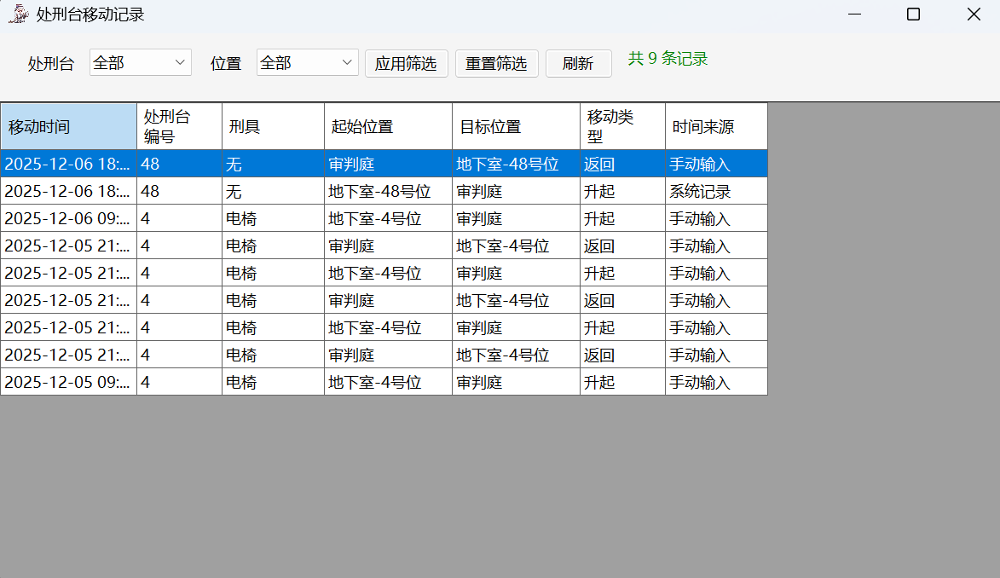 处刑台移动记录
处刑台 全部 位置 全部 应用筛选 重置筛选 刷新 共 9 条记录
移动时间 处刑台编号 刑具 起始位置 目标位置 移动类型 时间来源
2025-12-06 18:... 48 无 审判庭 地下室-48号位 返回 手动输入
2025-12-06 18:... 48 无 地下室-48号位 审判庭 升起 系统记录
2025-12-06 09:... 4 电椅 地下室-4号位 审判庭 升起 手动输入
2025-12-05 21:... 4 电椅 审判庭 地下室-4号位 返回 手动输入
2025-12-05 21:... 4 电椅 地下室-4号位 审判庭 升起 手动输入
2025-12-05 21:... 4 电椅 审判庭 地下室-4号位 返回 手动输入
2025-12-05 21:... 4 电椅 地下室-4号位 审判庭 升起 手动输入
2025-12-05 21:... 4 电椅 审判庭 地下室-4号位 返回 手动输入
2025-12-05 09:... 4 电椅 地下室-4号位 审判庭 升起 手动输入